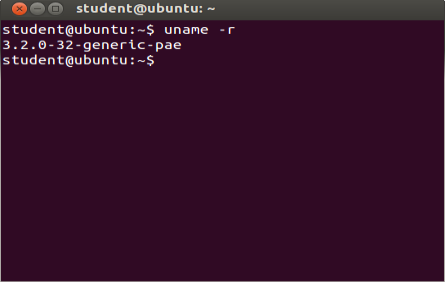 student@ubuntu: ~
student@ubuntu:~$ uname -r
3.2.0-32-generic-pae
student@ubuntu:~$